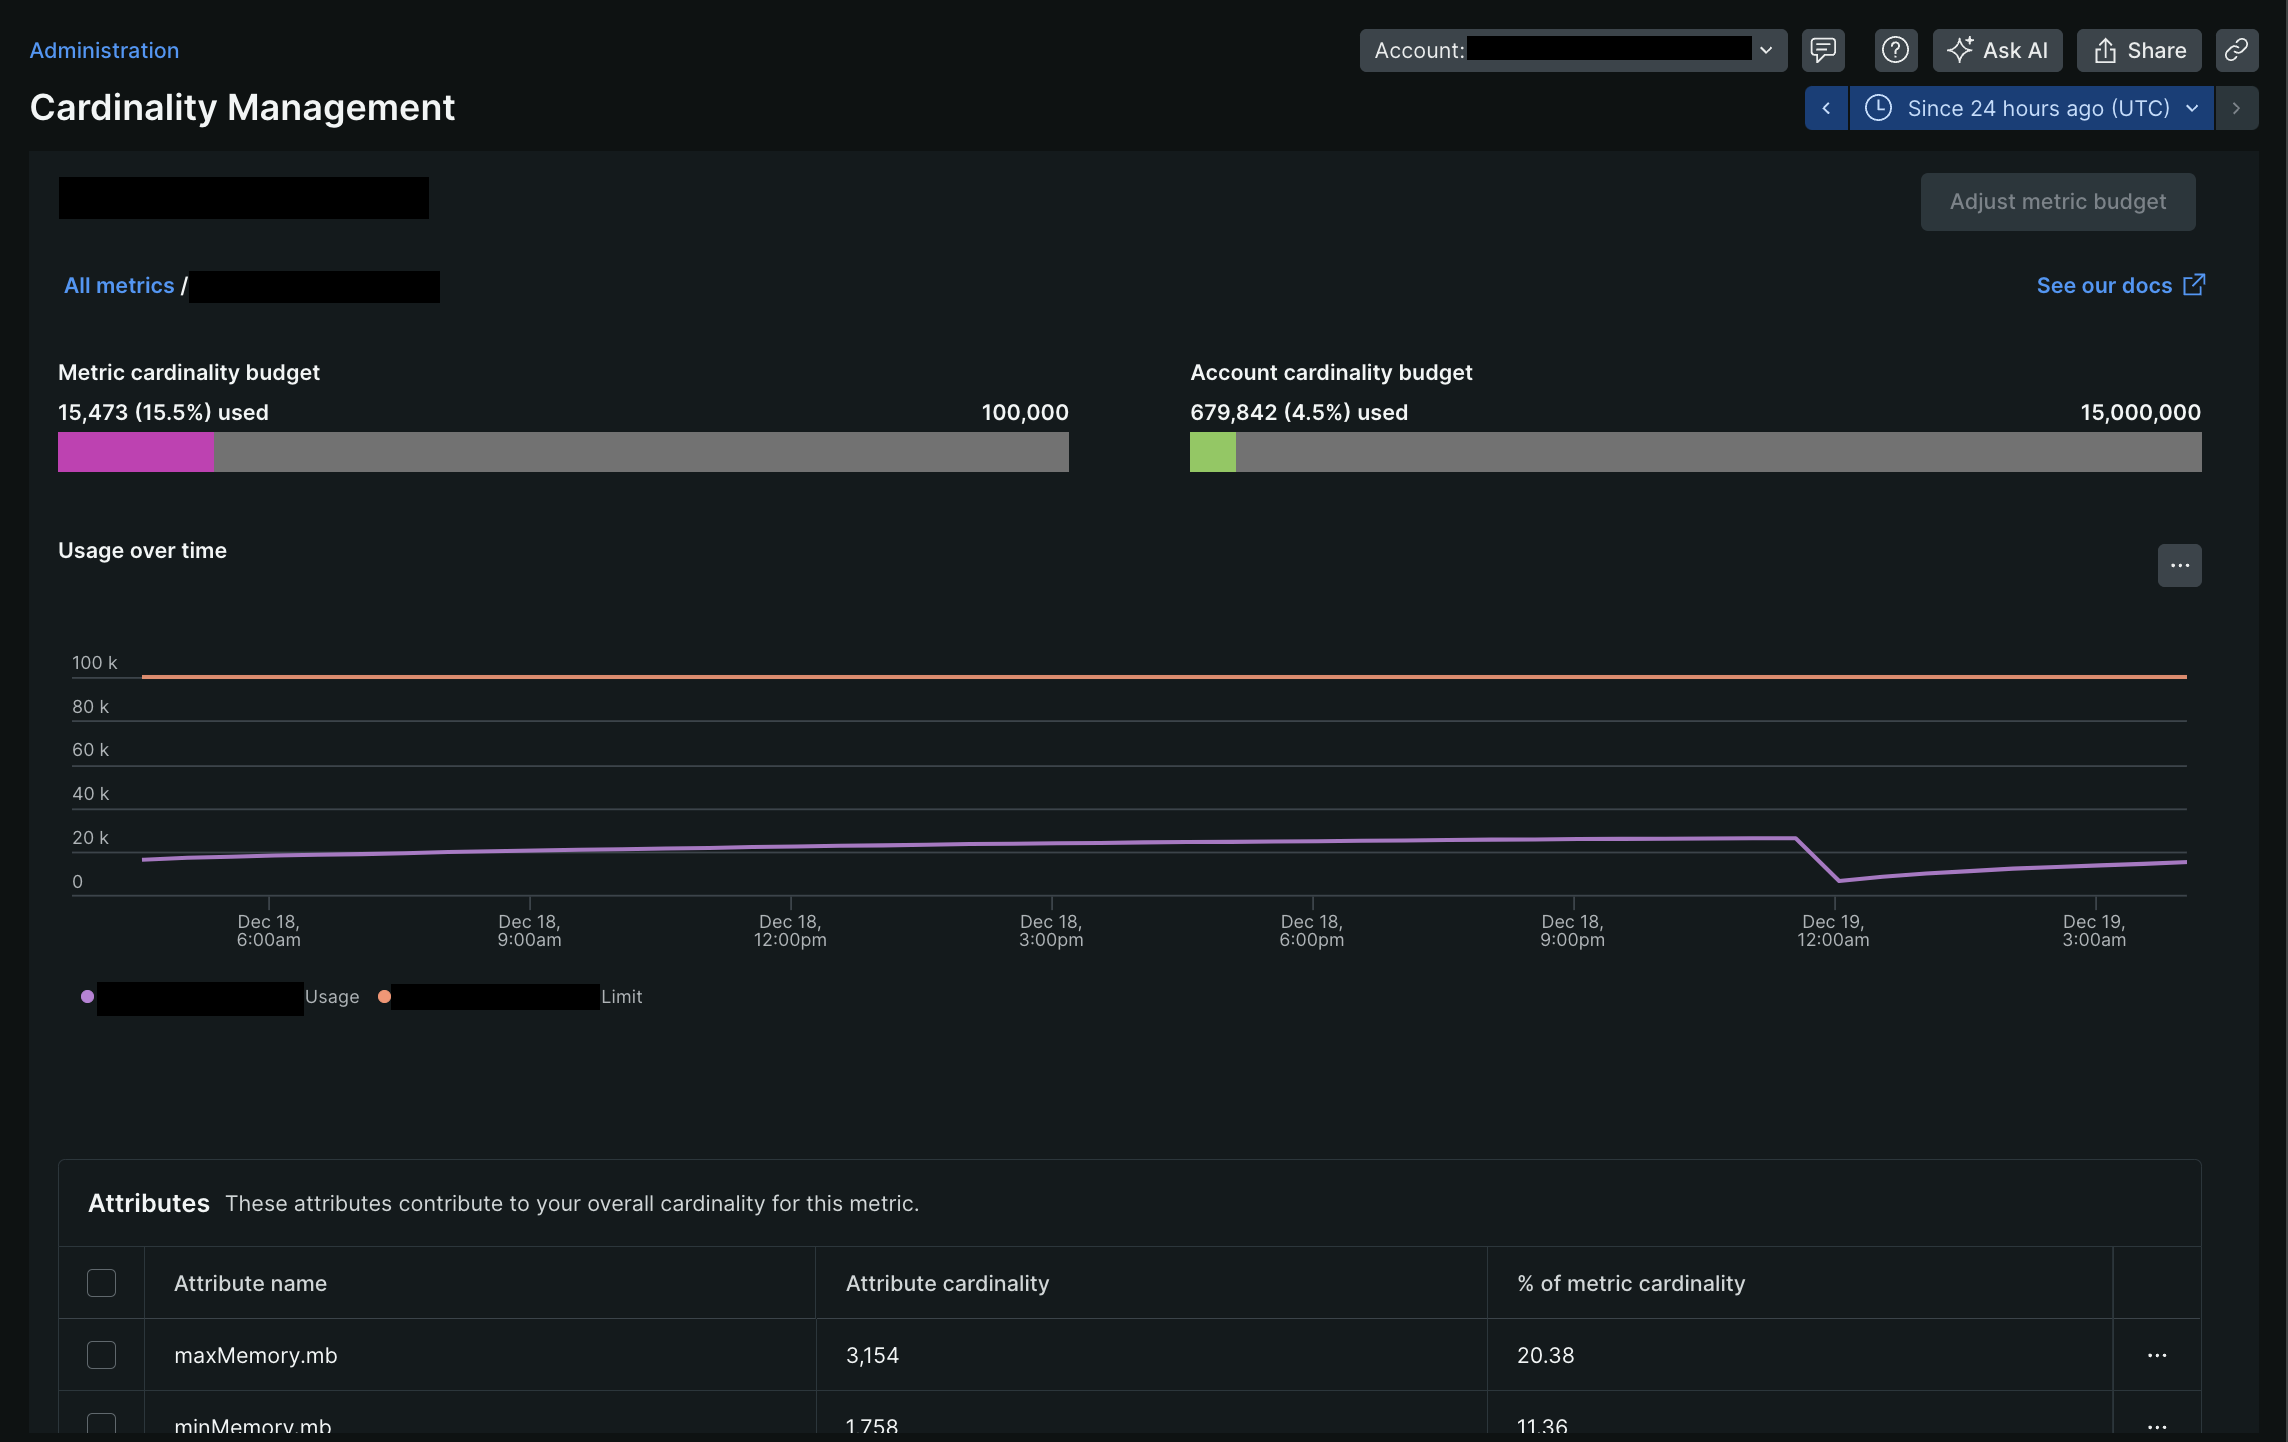 Administration
Account:
Ask AI
Share
Cardinality Management
Since 24 hours ago (UTC)
Adjust metric budget
All metrics /
See our docs
Metric cardinality budget
15,473 (15.5%) used
100,000
Account cardinality budget
679,842 (4.5%) used
15,000,000
Usage over time
100 k
80 k
60 k
40 k
20 k
0
Dec 18,
6:00am
Dec 18,
9:00am
Dec 18,
12:00pm
Dec 18,
3:00pm
Dec 18,
6:00pm
Dec 18,
9:00pm
Dec 19,
12:00am
Dec 19,
3:00am
Usage
Limit
Attributes These attributes contribute to your overall cardinality for this metric.
Attribute name
Attribute cardinality
% of metric cardinality
maxMemory.mb
3,154
20.38
minMemory.mb
1,758
11.36